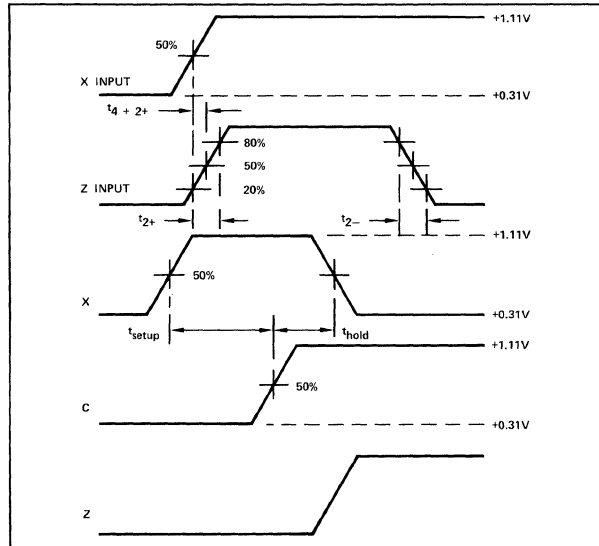 +1.11V
50%
X INPUT
+0.31V
t4 + 2+
80%
50%
Z INPUT
20%
t2+
t2–
+1.11V
50%
X
+0.31V
tsetup
thold
+1.11V
50%
C
+0.31V
Z